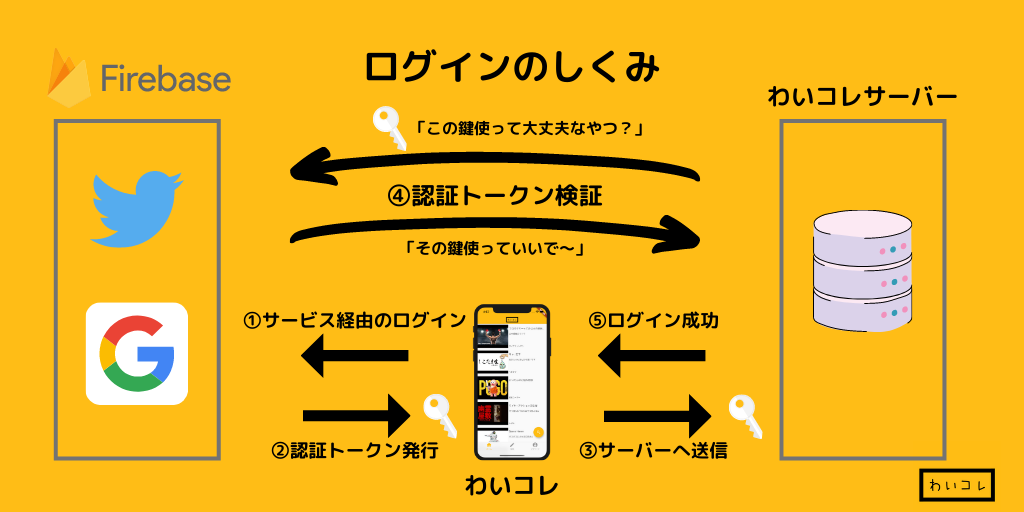 ログインのしくみ
Firebase
わいコレサーバー
「この鍵使って大丈夫なやつ？」
④認証トークン検証
「その鍵使っていいで〜」
①サービス経由のログイン
⑤ログイン成功
②認証トークン発行
③サーバーへ送信
わいコレ
わいコレ